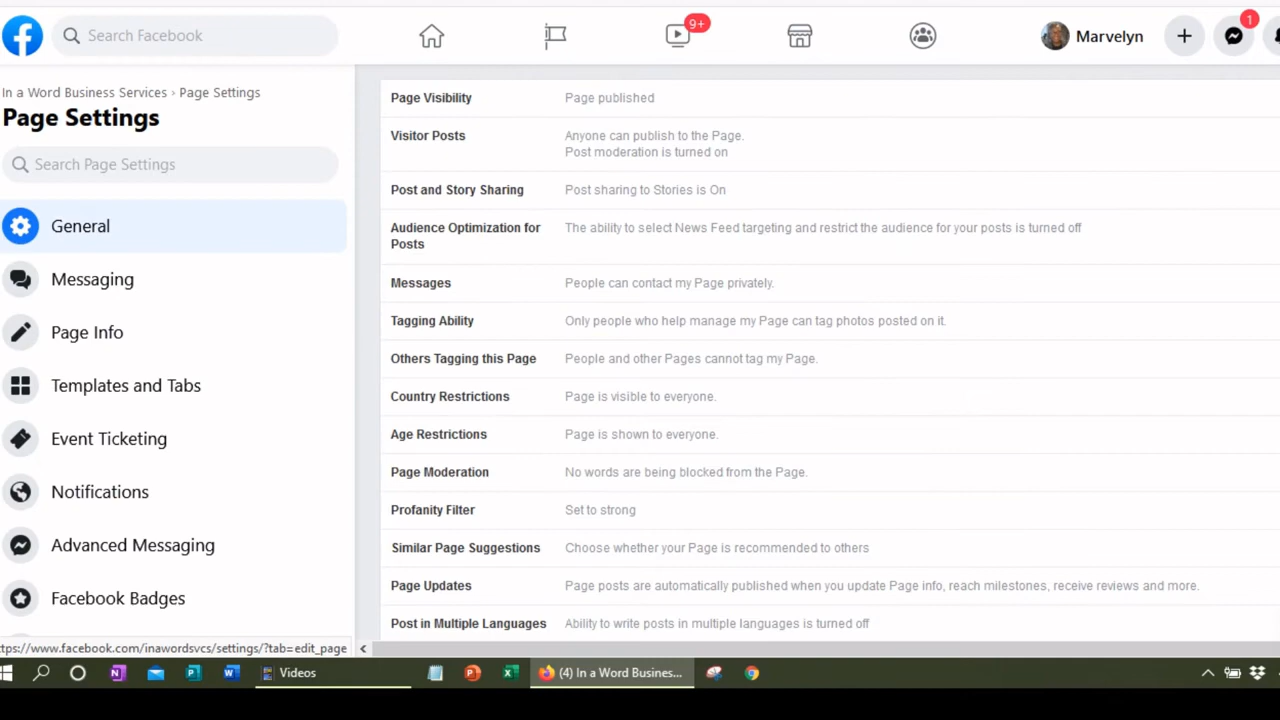 Search Facebook
9+
Marvelyn
1
In a Word Business Services › Page Settings
Page Settings
Search Page Settings
General
Messaging
Page Info
Templates and Tabs
Event Ticketing
Notifications
Advanced Messaging
Facebook Badges
ttps://www.facebook.com/inawordsvcs/settings/?tab=edit_page
Page Visibility Page published
Visitor Posts Anyone can publish to the Page.
Post moderation is turned on
Post and Story Sharing Post sharing to Stories is On
Audience Optimization for The ability to select News Feed targeting and restrict the audience for your posts is turned off
Posts
Messages People can contact my Page privately.
Tagging Ability Only people who help manage my Page can tag photos posted on it.
Others Tagging this Page People and other Pages cannot tag my Page.
Country Restrictions Page is visible to everyone.
Age Restrictions Page is shown to everyone.
Page Moderation No words are being blocked from the Page.
Profanity Filter Set to strong
Similar Page Suggestions Choose whether your Page is recommended to others
Page Updates Page posts are automatically published when you update Page info, reach milestones, receive reviews and more.
Post in Multiple Languages Ability to write posts in multiple languages is turned off
Videos
(4) In a Word Busines...